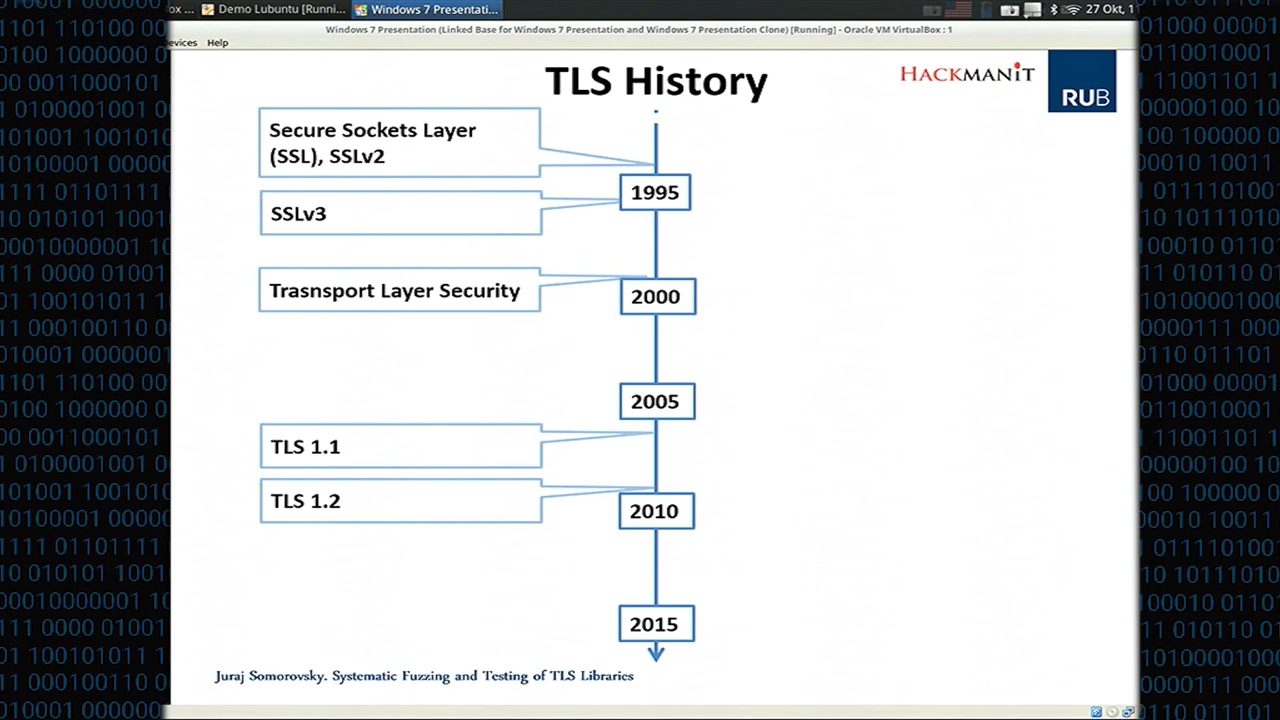 ox ...
Demo Lubuntu [Runni...
Windows 7 Presentati...
27 Okt, 1
Windows 7 Presentation (Linked Base for Windows 7 Presentation and Windows 7 Presentation Clone) [Running] - Oracle VM VirtualBox : 1
evices Help
TLS History
HACKMANIT
RUB
Secure Sockets Layer
(SSL), SSLv2
1995
SSLv3
Trasnsport Layer Security
2000
2005
TLS 1.1
TLS 1.2
2010
2015
Juraj Somorovsky. Systematic Fuzzing and Testing of TLS Libraries